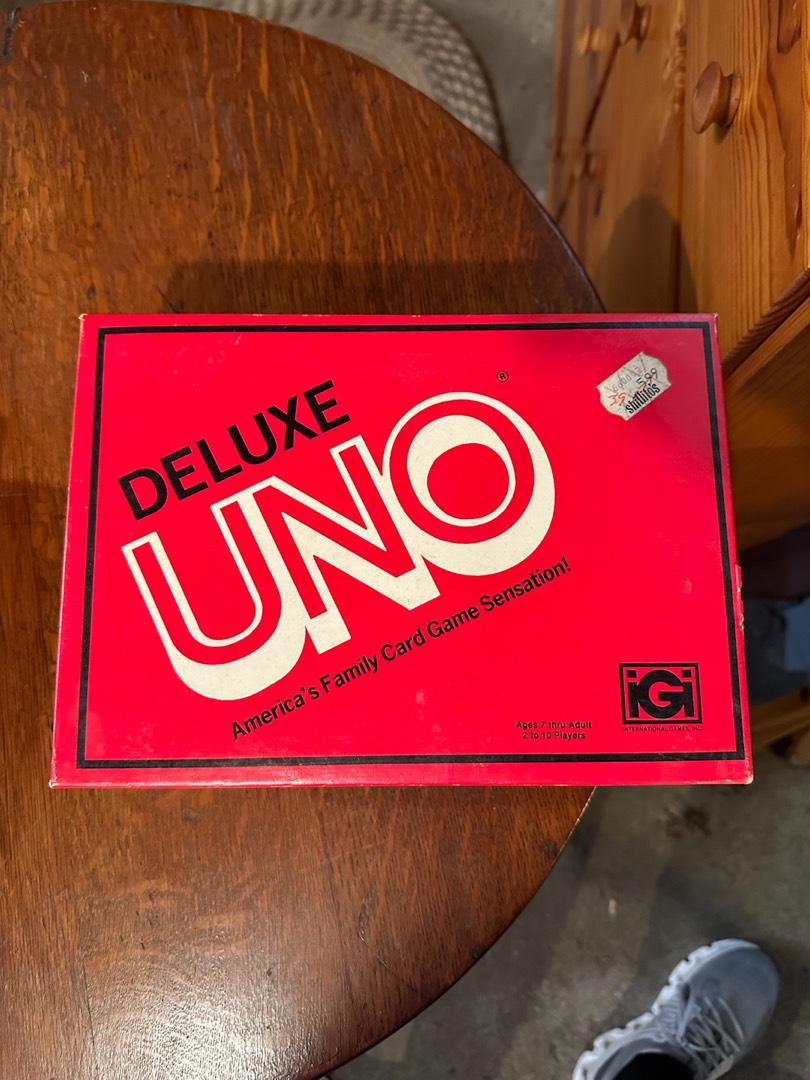 DELUXE
UNO®
America's Family Card Game Sensation!
5.99
shillito's
Ages 7 thru Adult
2 to 10 Players
iGi
INTERNATIONAL GAMES, INC.